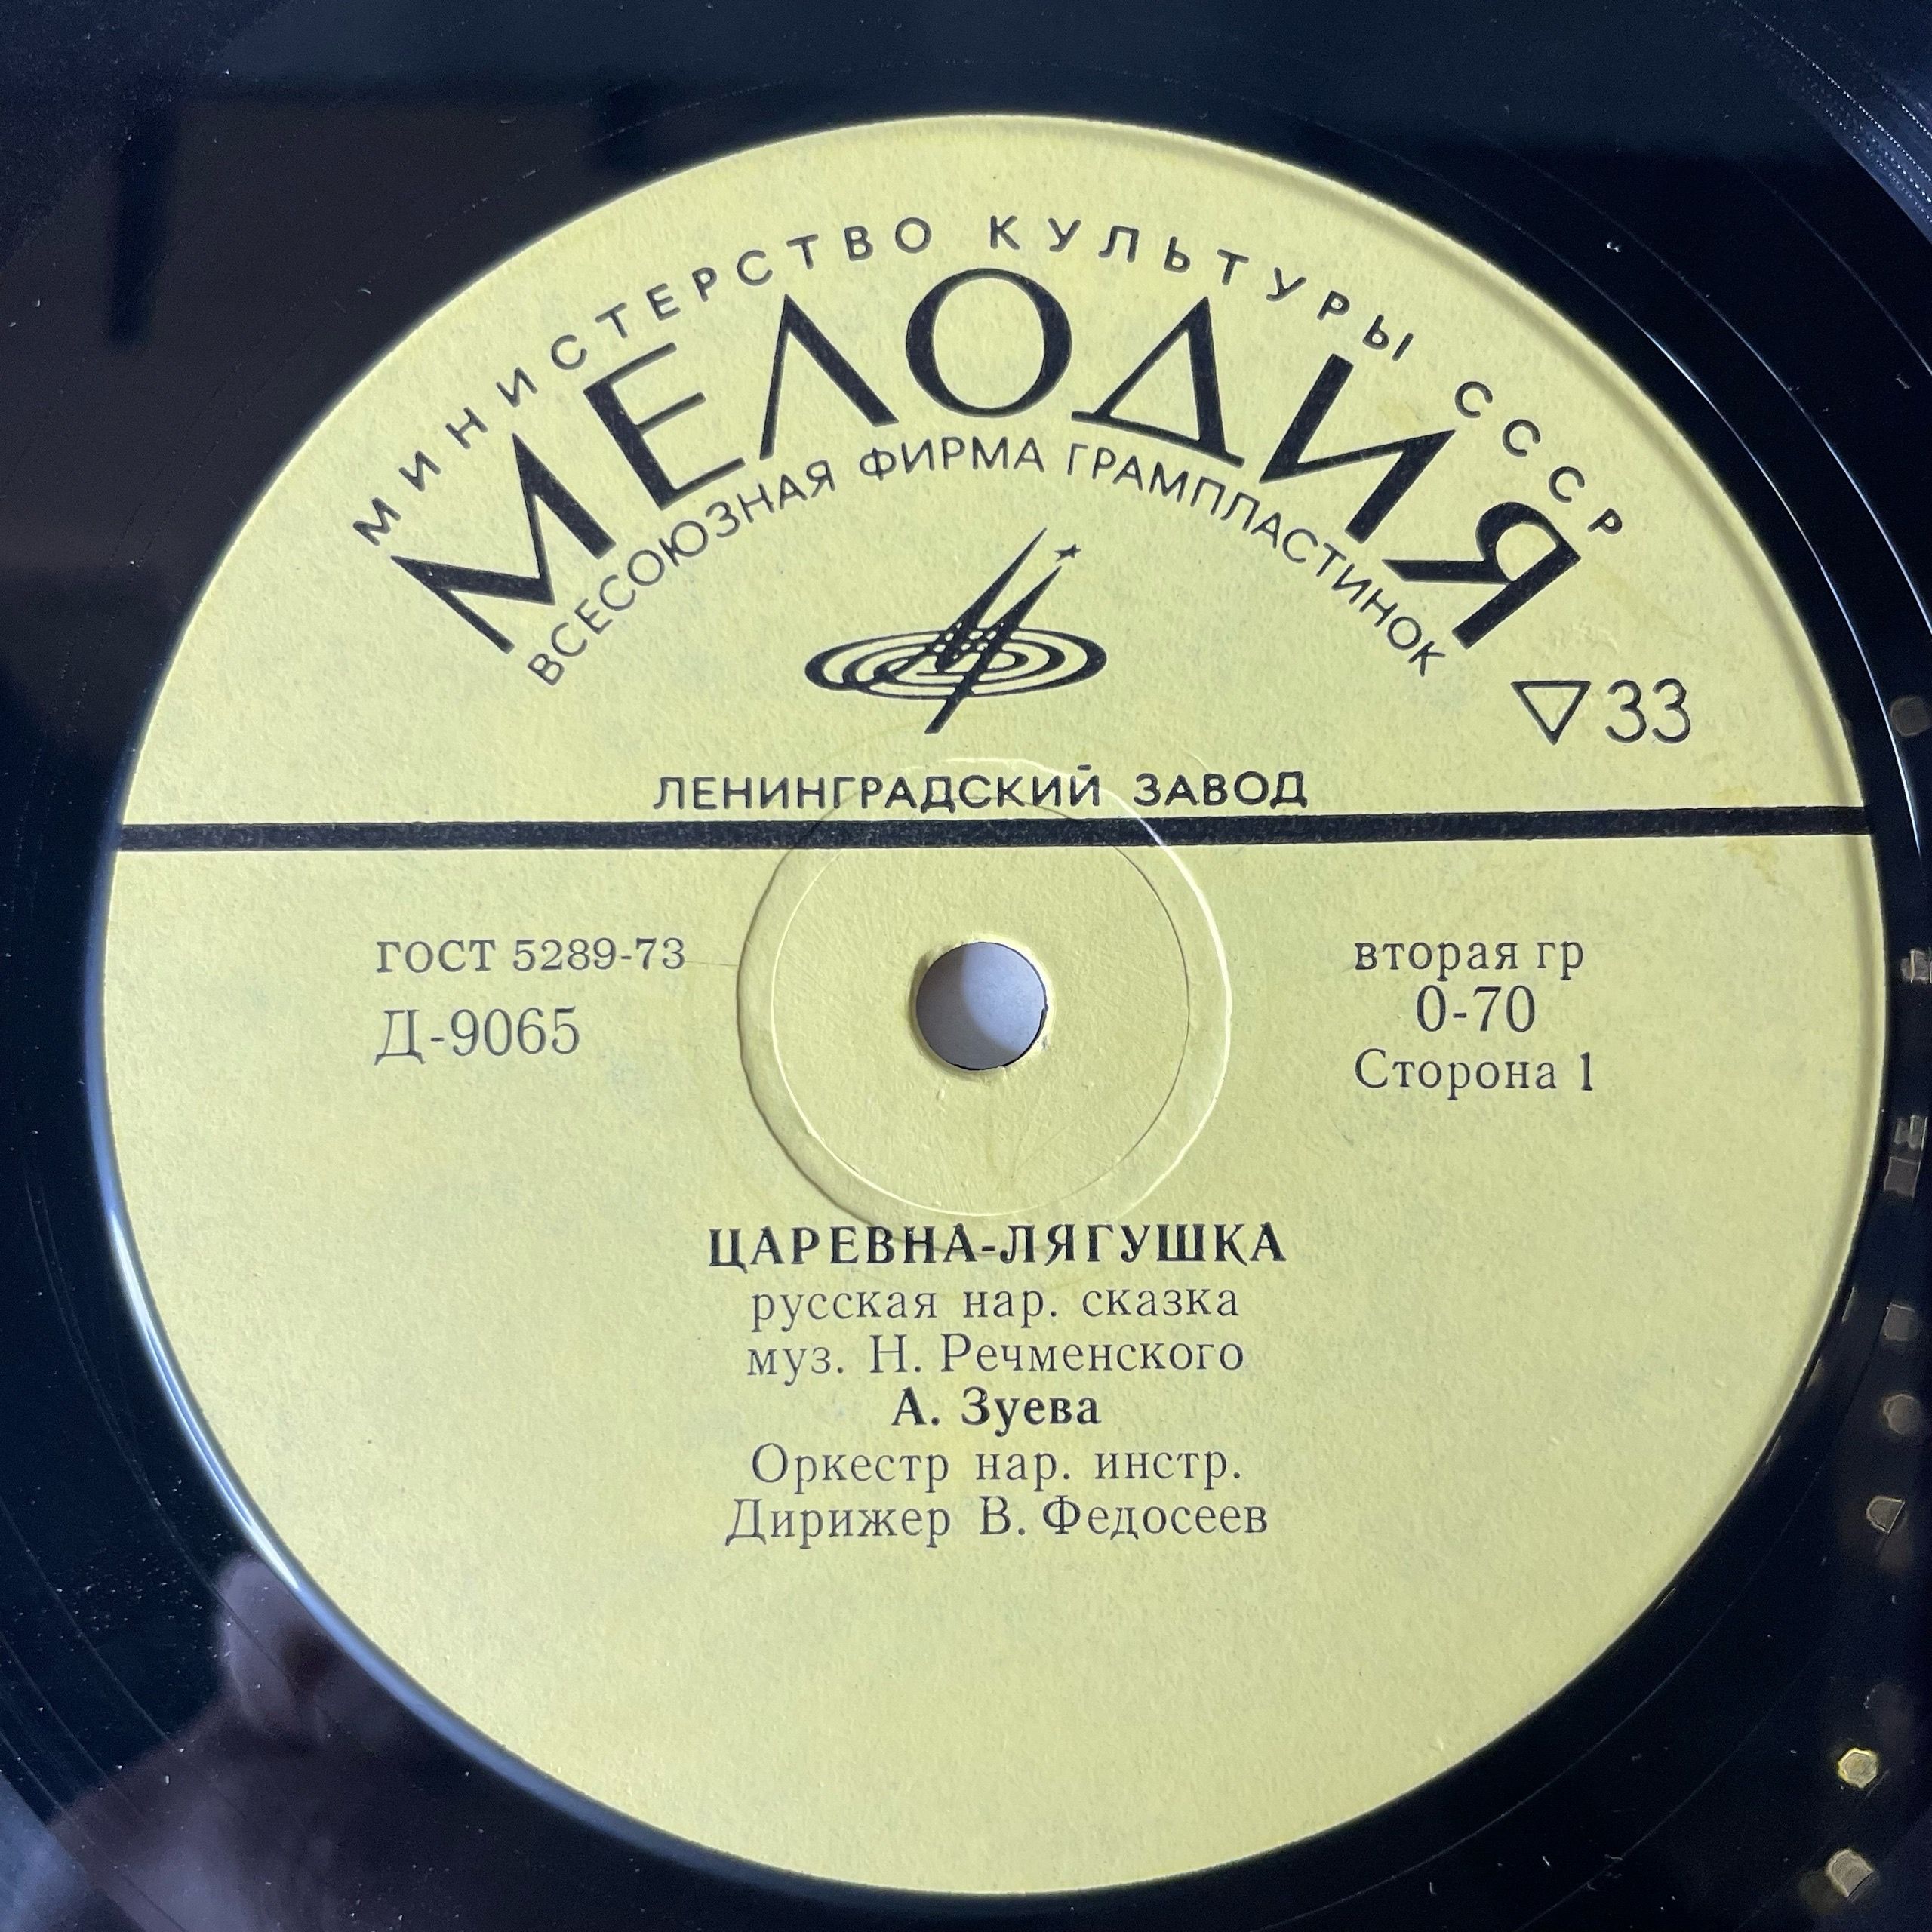 МИНИСТЕРСТВО КУЛЬТУРЫ СССР
МЕЛОДИЯ
ВСЕСОЮЗНАЯ ФИРМА ГРАМПЛАСТИНОК
33
ЛЕНИНГРАДСКИЙ ЗАВОД
ГОСТ 5289-73
Д-9065
вторая гр
0-70
Сторона 1
ЦАРЕВНА-ЛЯГУШКА
русская нар. сказка
муз. Н. Речменского
А. Зуева
Оркестр нар. инстр.
Дирижер В. Федосеев